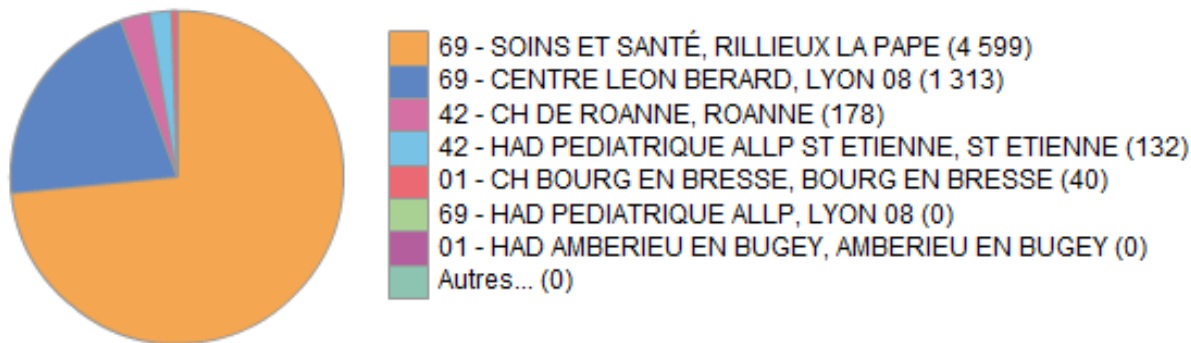 69 - SOINS ET SANTÉ, RILLIEUX LA PAPE (4 599)
69 - CENTRE LEON BERARD, LYON 08 (1 313)
42 - CH DE ROANNE, ROANNE (178)
42 - HAD PEDIATRIQUE ALLP ST ETIENNE, ST ETIENNE (132)
01 - CH BOURG EN BRESSE, BOURG EN BRESSE (40)
69 - HAD PEDIATRIQUE ALLP, LYON 08 (0)
01 - HAD AMBERIEU EN BUGEY, AMBERIEU EN BUGEY (0)
Autres... (0)